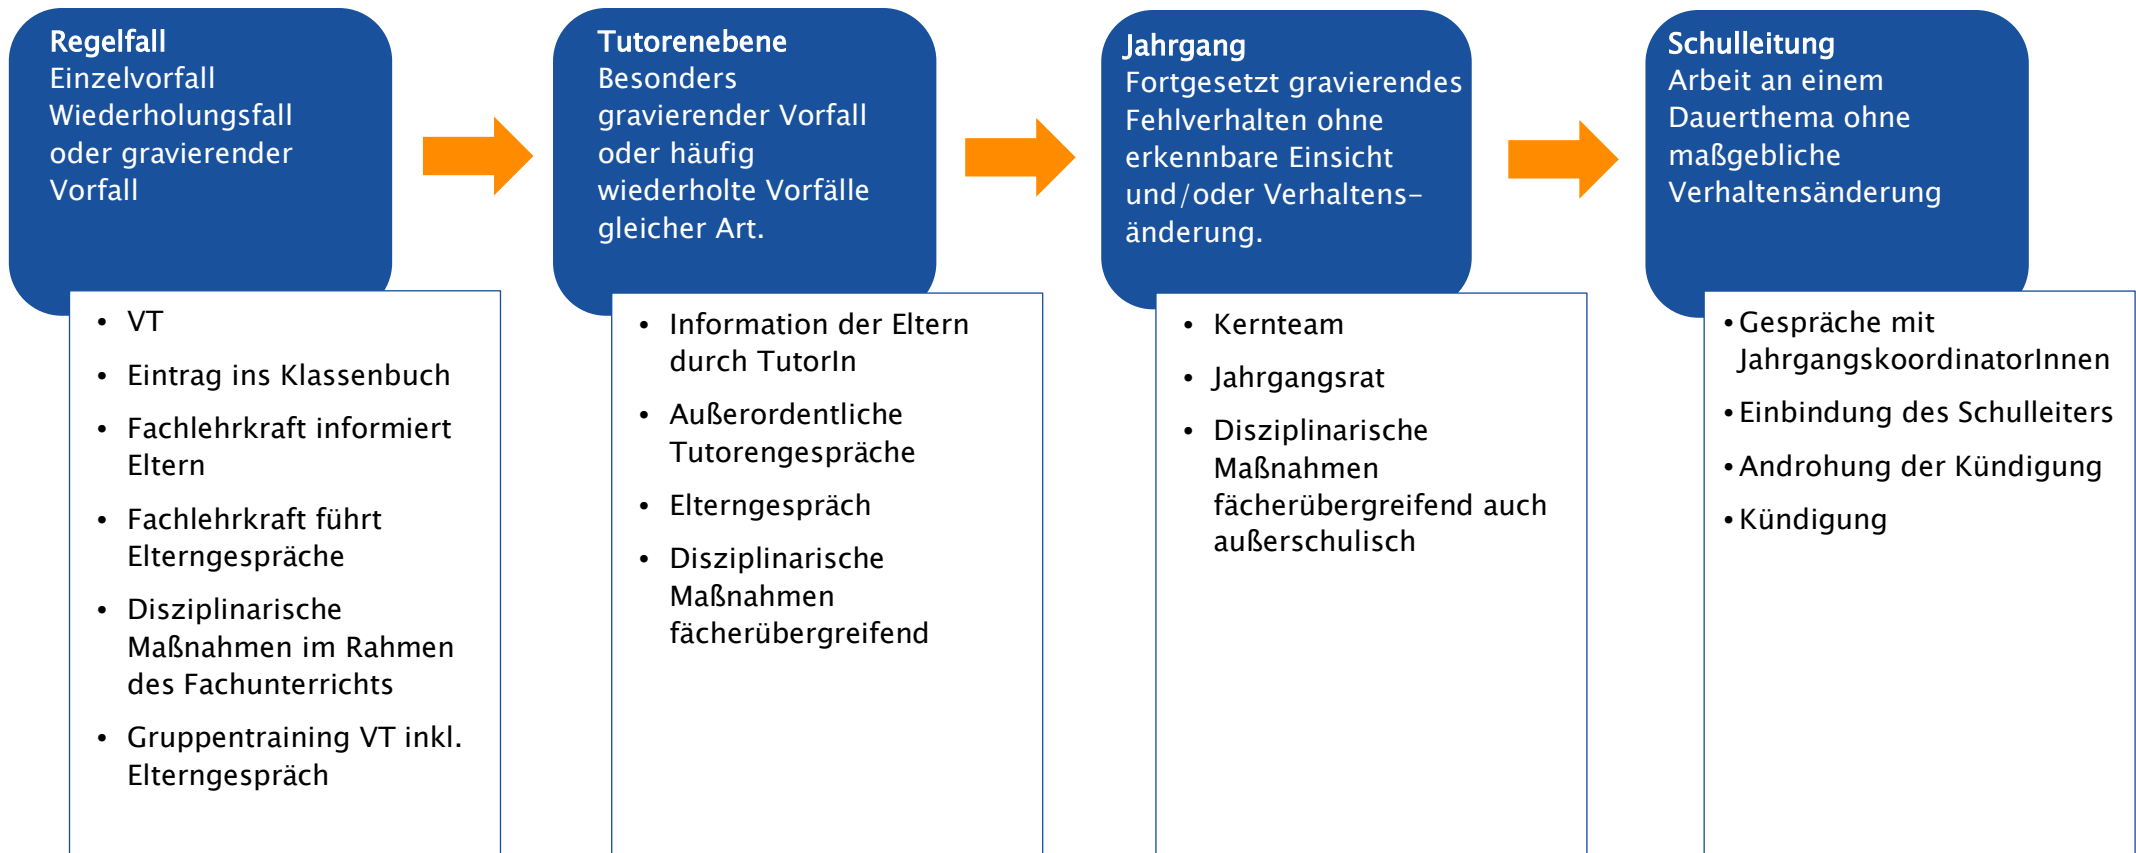 Regelfall
Einzelvorfall
Wiederholungsfall
oder gravierender
Vorfall
• VT
• Eintrag ins Klassenbuch
• Fachlehrkraft informiert
Eltern
• Fachlehrkraft führt
Elterngespräche
• Disziplinarische
Maßnahmen im Rahmen
des Fachunterrichts
• Gruppentraining VT inkl.
Elterngespräch
Tutorenebene
Besonders
gravierender Vorfall
oder häufig
wiederholte Vorfälle
gleicher Art.
• Information der Eltern
durch TutorIn
• Außerordentliche
Tutorengespräche
• Elterngespräch
• Disziplinarische
Maßnahmen
fächerübergreifend
Jahrgang
Fortgesetzt gravierendes
Fehlverhalten ohne
erkennbare Einsicht
und/oder Verhaltens-
änderung.
• Kernteam
• Jahrgangsrat
• Disziplinarische
Maßnahmen
fächerübergreifend auch
außerschulisch
Schulleitung
Arbeit an einem
Dauerthema ohne
maßgebliche
Verhaltensänderung
• Gespräche mit
JahrgangskoordinatorInnen
• Einbindung des Schulleiters
• Androhung der Kündigung
• Kündigung